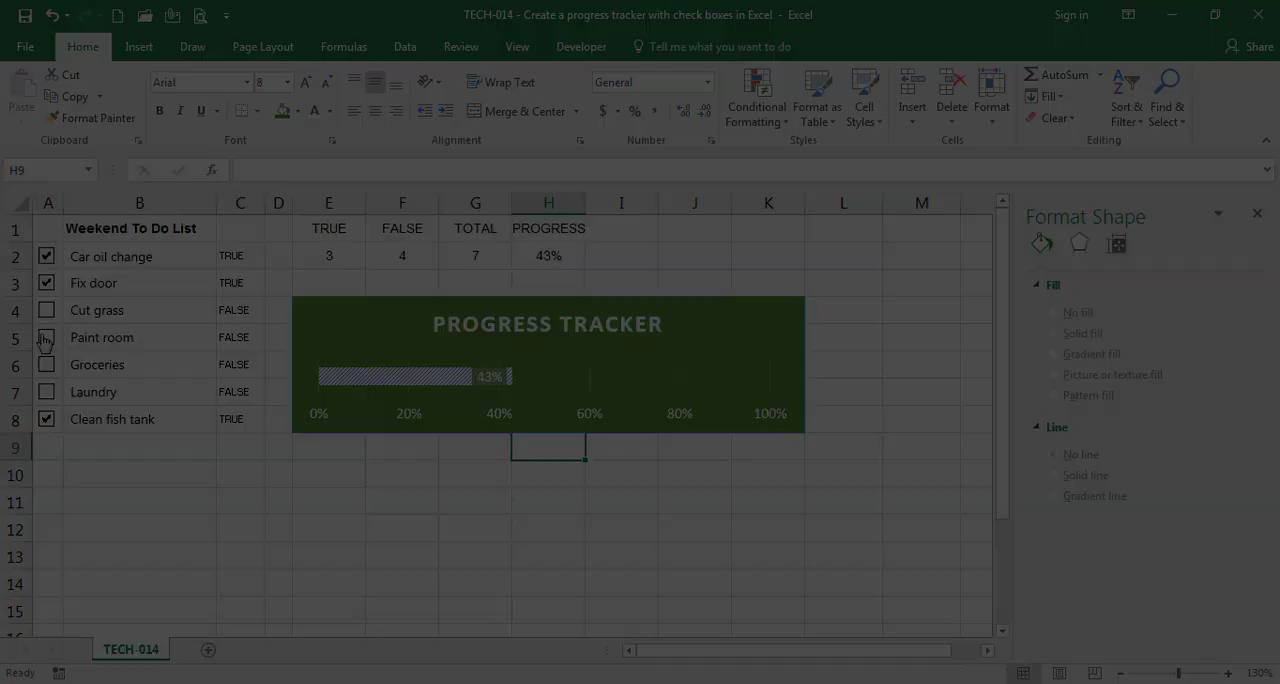 TECH-014 - Create a progress tracker with check boxes in Excel - Excel
Sign in
File Home Insert Draw Page Layout Formulas Data Review View Developer Tell me what you want to do Share
Paste
Cut
Copy
Format Painter
Clipboard
Arial 8
B I U
Font
Wrap Text
Merge & Center
Alignment
General
$ % ,
Number
Conditional Formatting
Format as Table
Cell Styles
Styles
Insert Delete Format
Cells
AutoSum
Fill
Clear
Sort & Filter
Find & Select
Editing
H9 fx
A B C D E F G H I J K L M
1 Weekend To Do List TRUE FALSE TOTAL PROGRESS
2 Car oil change TRUE 3 4 7 43%
3 Fix door TRUE
4 Cut grass FALSE
5 Paint room FALSE
6 Groceries FALSE
7 Laundry FALSE
8 Clean fish tank TRUE
9
10
11
12
13
14
15
16
PROGRESS TRACKER
43%
0% 20% 40% 60% 80% 100%
Format Shape
Fill
No fill
Solid fill
Gradient fill
Picture or texture fill
Pattern fill
Line
No line
Solid line
Gradient line
TECH-014
Ready
130%